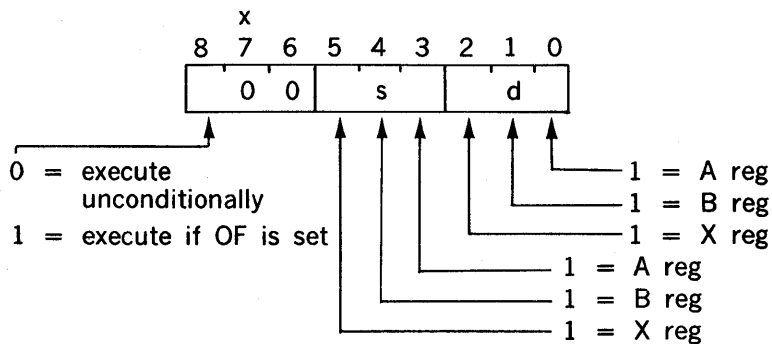 x
8 7 6 5 4 3 2 1 0
0 0 s d
0 = execute unconditionally
1 = execute if OF is set
1 = A reg
1 = B reg
1 = X reg
1 = A reg
1 = B reg
1 = X reg